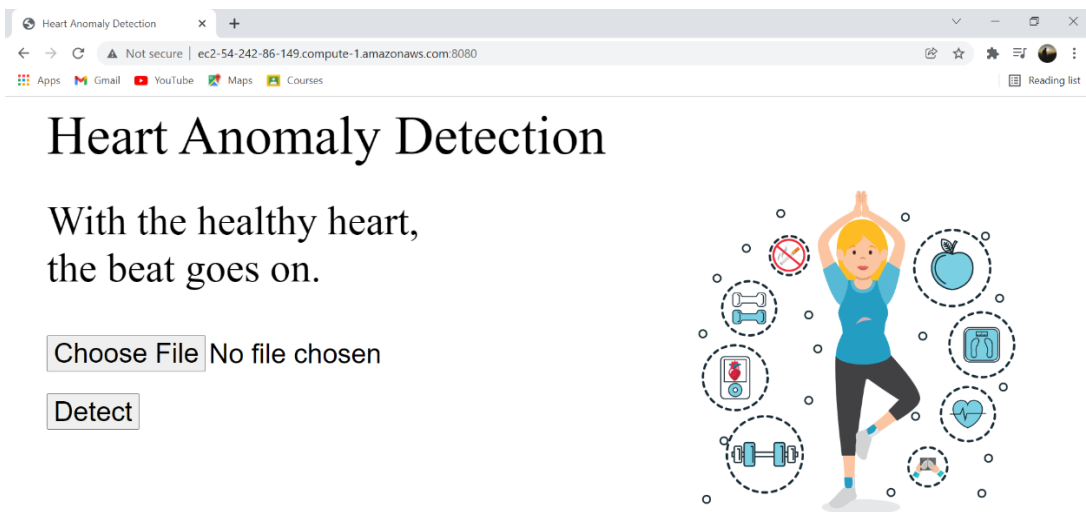 Heart Anomaly Detection
Not secure | ec2-54-242-86-149.compute-1.amazonaws.com:8080
Apps Gmail YouTube Maps Courses Reading list
Heart Anomaly Detection
With the healthy heart,
the beat goes on.
Choose File No file chosen
Detect